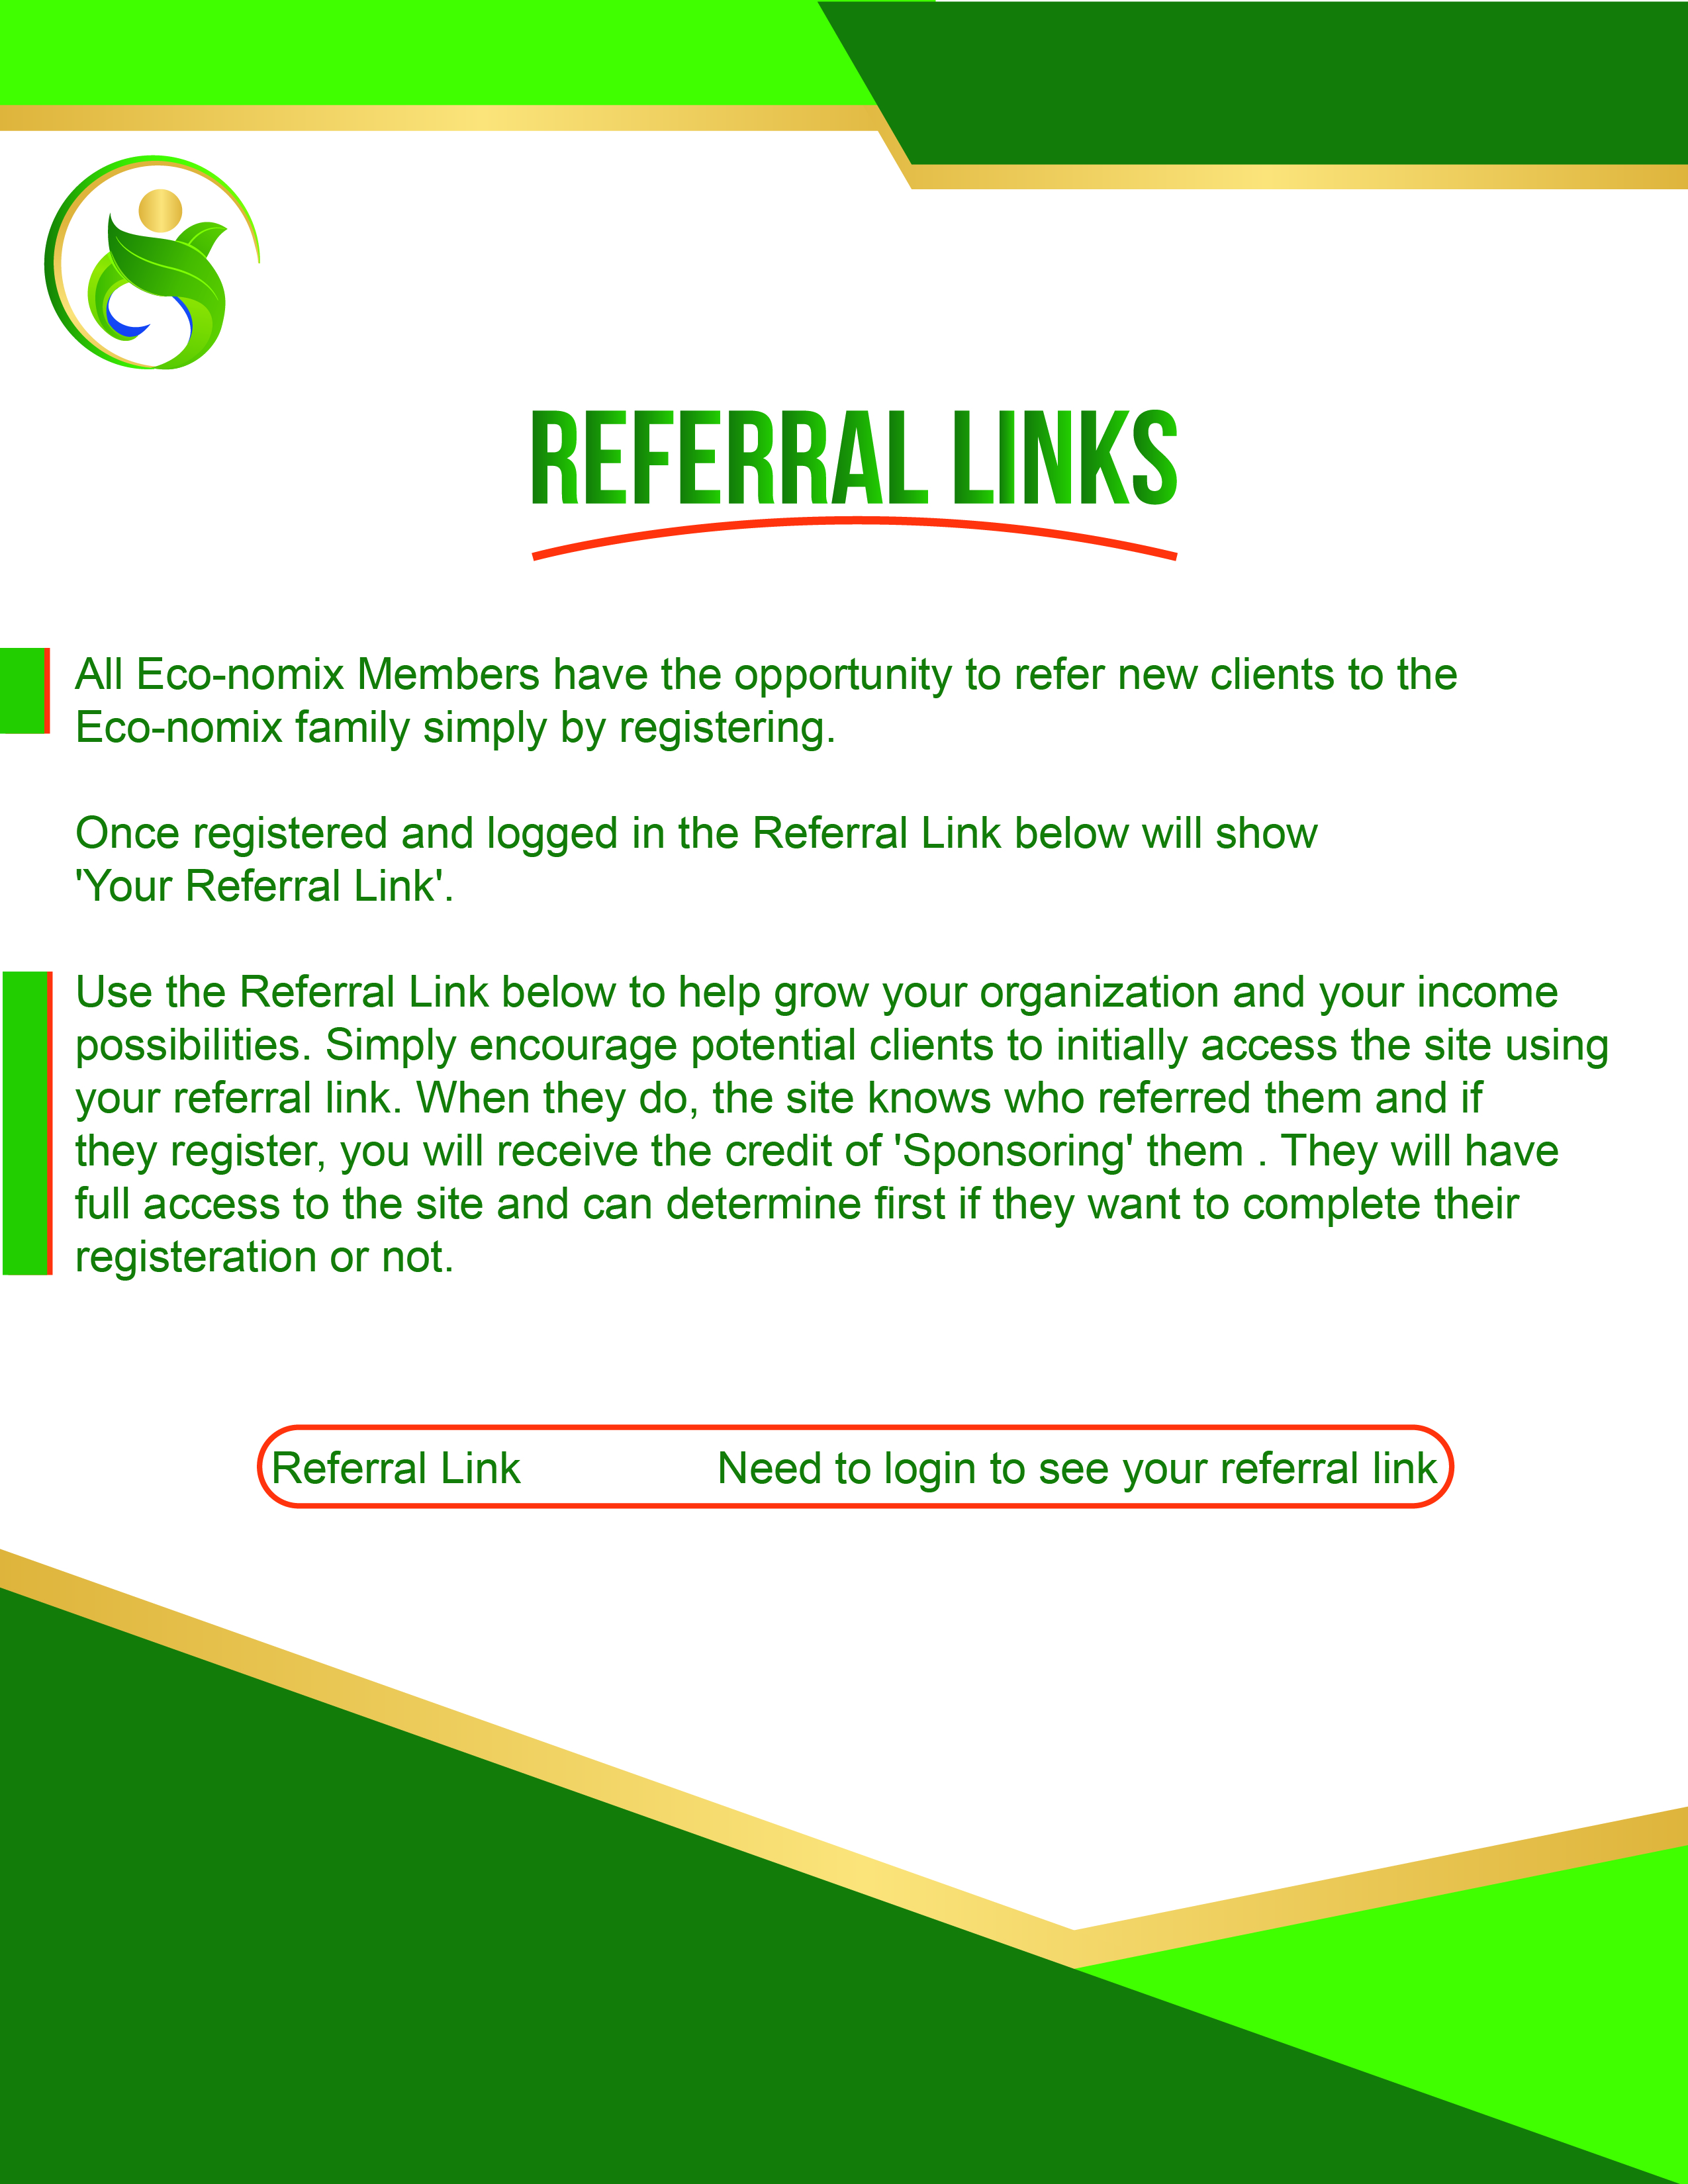 REFERRAL LINKS
All Eco-nomix Members have the opportunity to refer new clients to the
Eco-nomix family simply by registering.
Once registered and logged in the Referral Link below will show
'Your Referral Link'.
Use the Referral Link below to help grow your organization and your income
possibilities. Simply encourage potential clients to initially access the site using
your referral link. When they do, the site knows who referred them and if
they register, you will receive the credit of 'Sponsoring' them . They will have
full access to the site and can determine first if they want to complete their
registeration or not.
Referral Link Need to login to see your referral link